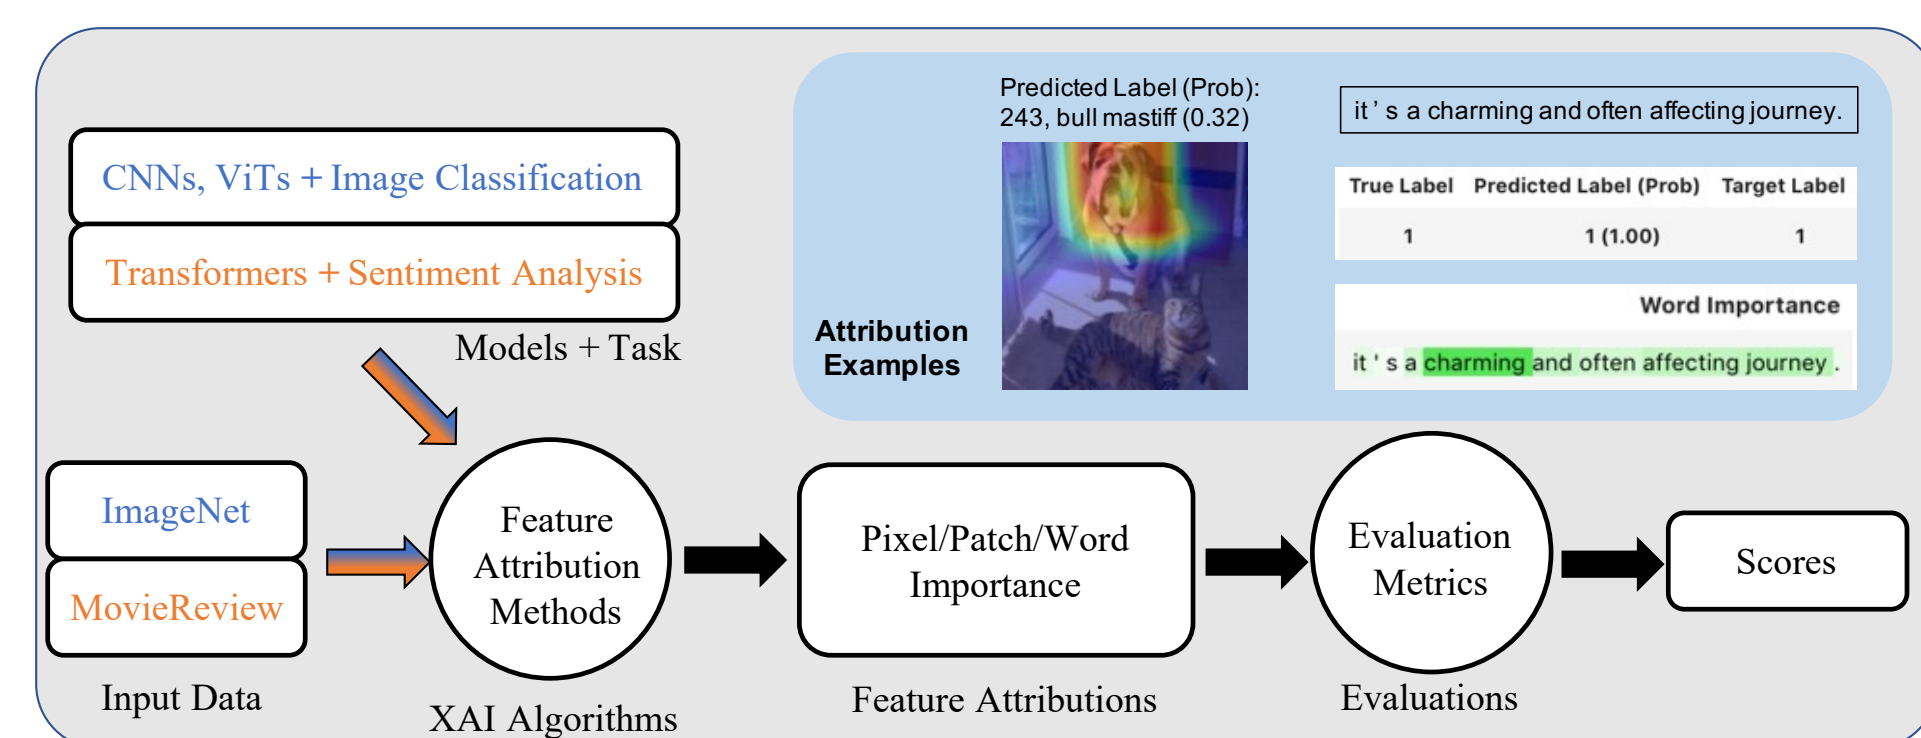 CNNs, ViTs + Image Classification
Transformers + Sentiment Analysis
Models + Task
Predicted Label (Prob):
243, bull mastiff (0.32)
Attribution
Examples
it ’ s a charming and often affecting journey.
True Label Predicted Label (Prob) Target Label
1 1 (1.00) 1
Word Importance
it ' s a charming and often affecting journey .
ImageNet
MovieReview
Input Data
Feature
Attribution
Methods
XAI Algorithms
Pixel/Patch/Word
Importance
Feature Attributions
Evaluation
Metrics
Evaluations
Scores